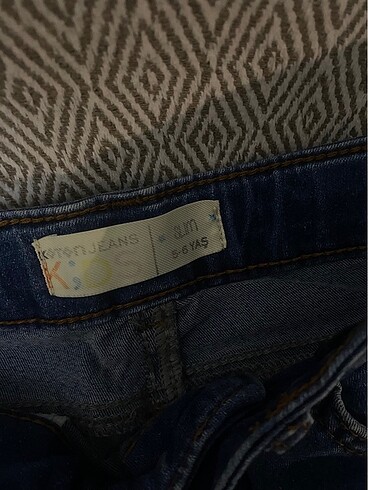 KOTON JEANS
KIDS
SLIM
5-6 YAŞ